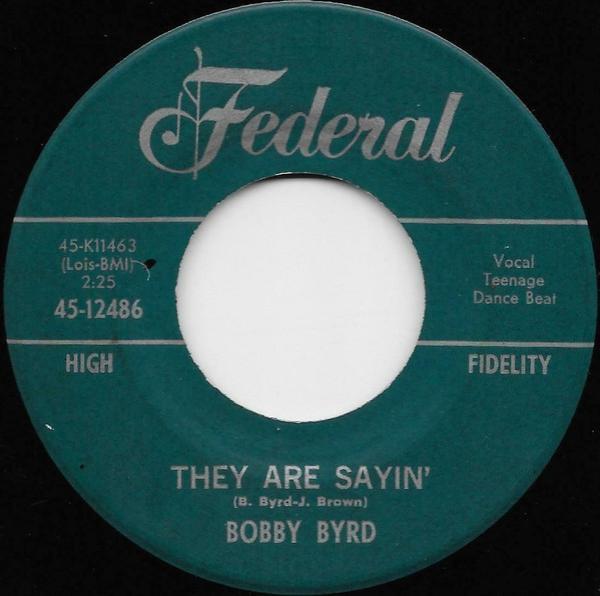 Federal
45-K11463
(Lois-BMI)
2:25
45-12486
Vocal
Teenage
Dance Beat
HIGH
FIDELITY
THEY ARE SAYIN'
(B. Byrd-J. Brown)
BOBBY BYRD